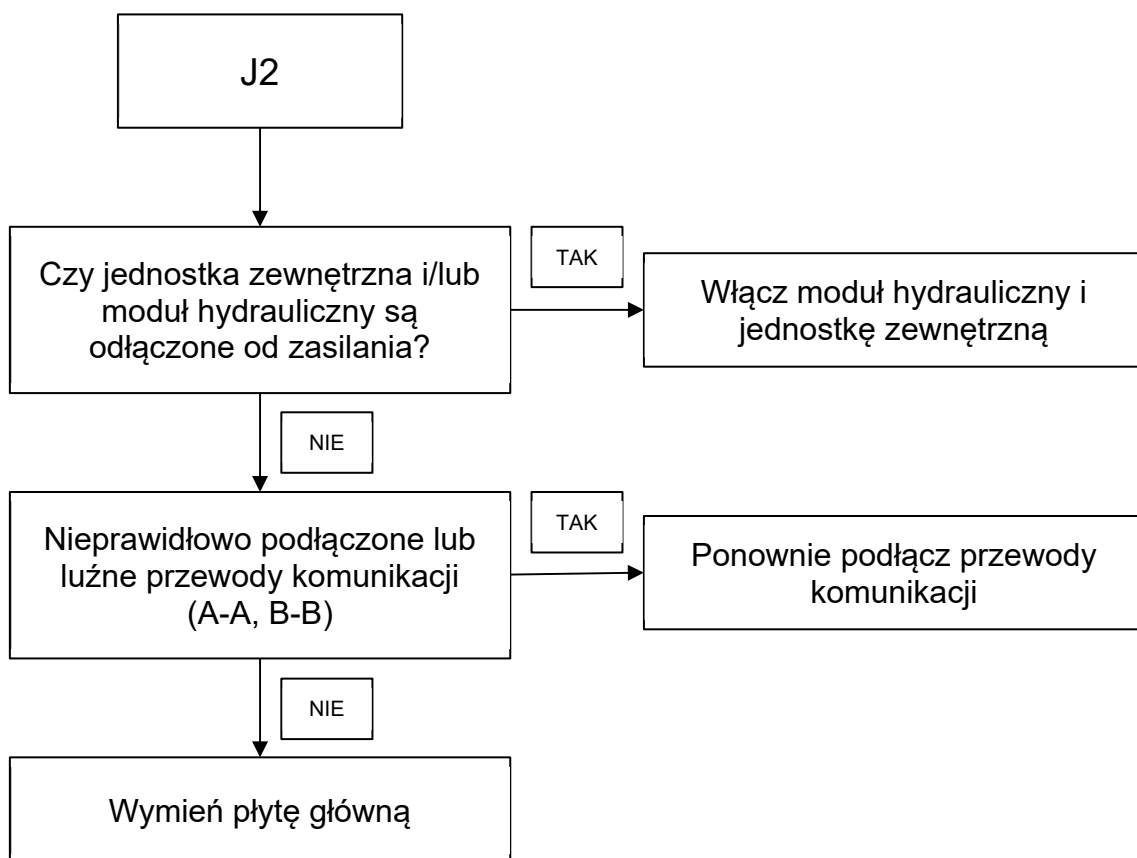 J2
Czy jednostka zewnętrzna i/lub
moduł hydrauliczny są
odłączone od zasilania?
TAK
Włącz moduł hydrauliczny i
jednostkę zewnętrzną
NIE
Nieprawidłowo podłączone lub
luźne przewody komunikacji
(A-A, B-B)
TAK
Ponownie podłącz przewody
komunikacji
NIE
Wymień płytę główną